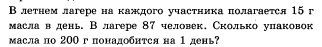 В летнем лагере на каждого участника полагается 15 г
масла в день. В лагере 87 человек. Сколько упаковок
масла по 200 г понадобится на 1 день?